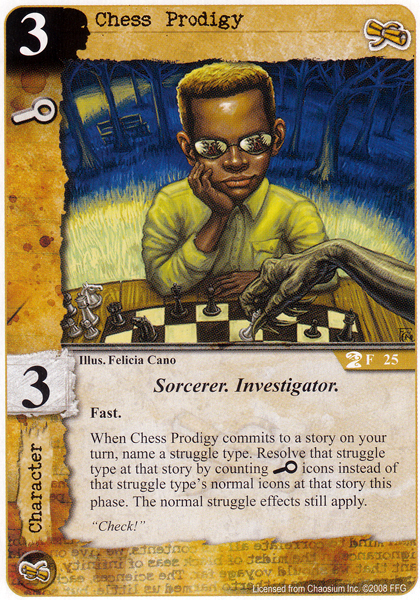 3
Chess Prodigy
Illus. Felicia Cano
F 25
3
Sorcerer. Investigator.
Fast.
When Chess Prodigy commits to a story on your
turn, name a struggle type. Resolve that struggle
type at that story by counting icons instead of
that struggle type's normal icons at that story this
phase. The normal struggle effects still apply.
"Check!"
Character
Licensed from Chaosium Inc. ©2008 FFG